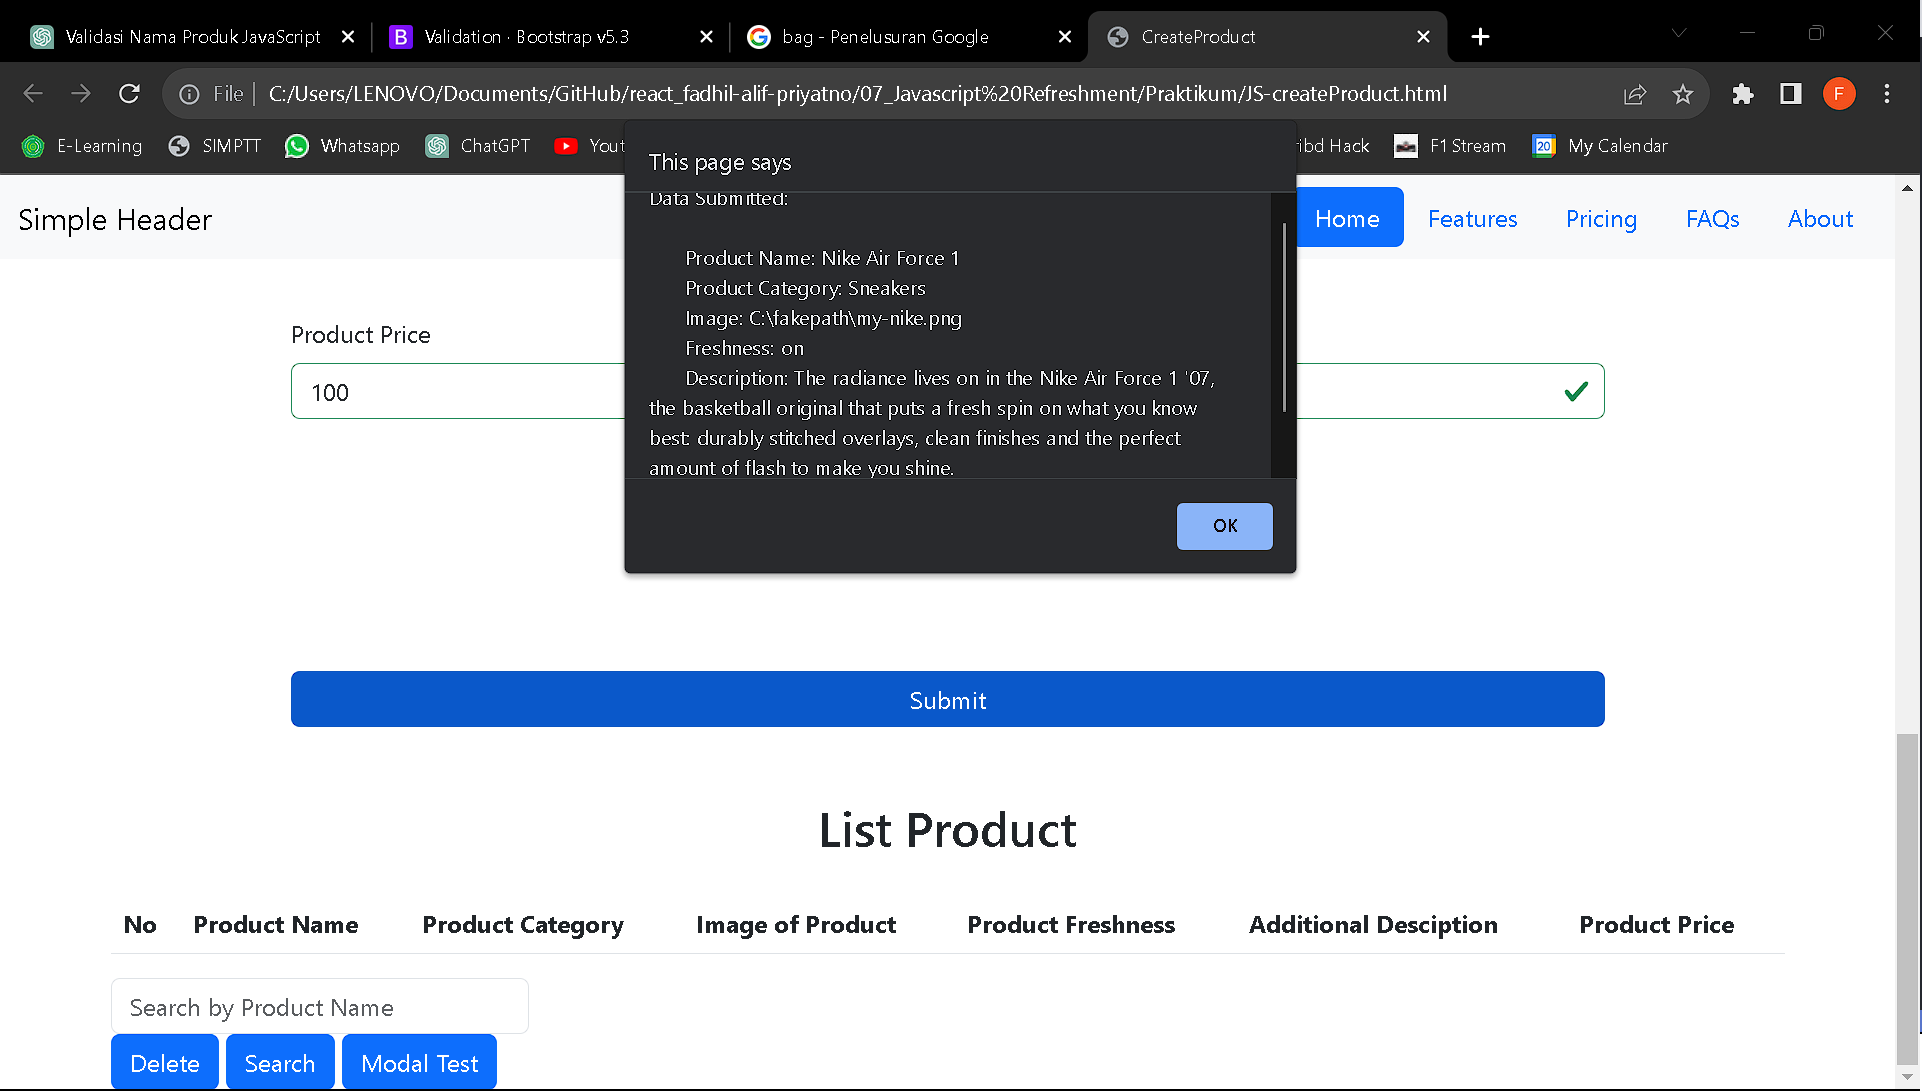 Validasi Nama Produk JavaScript
Validation · Bootstrap v5.3
bag - Penelusuran Google
CreateProduct
File
C:/Users/LENOVO/Documents/GitHub/react_fadhil-alif-priyatno/07_Javascript%20Refreshment/Praktikum/JS-createProduct.html
F
E-Learning
SIMPTT
Whatsapp
ChatGPT
Yout
ribd Hack
F1 Stream
20
My Calendar
This page says
Data Submitted:
Product Name: Nike Air Force 1
Product Category: Sneakers
Image: C:\fakepath\my-nike.png
Freshness: on
Description: The radiance lives on in the Nike Air Force 1 '07,
the basketball original that puts a fresh spin on what you know
best: durably stitched overlays, clean finishes and the perfect
amount of flash to make you shine.
OK
Simple Header
Home
Features
Pricing
FAQs
About
Product Price
100
Submit
List Product
No Product Name Product Category Image of Product Product Freshness Additional Desciption Product Price
Search by Product Name
Delete
Search
Modal Test